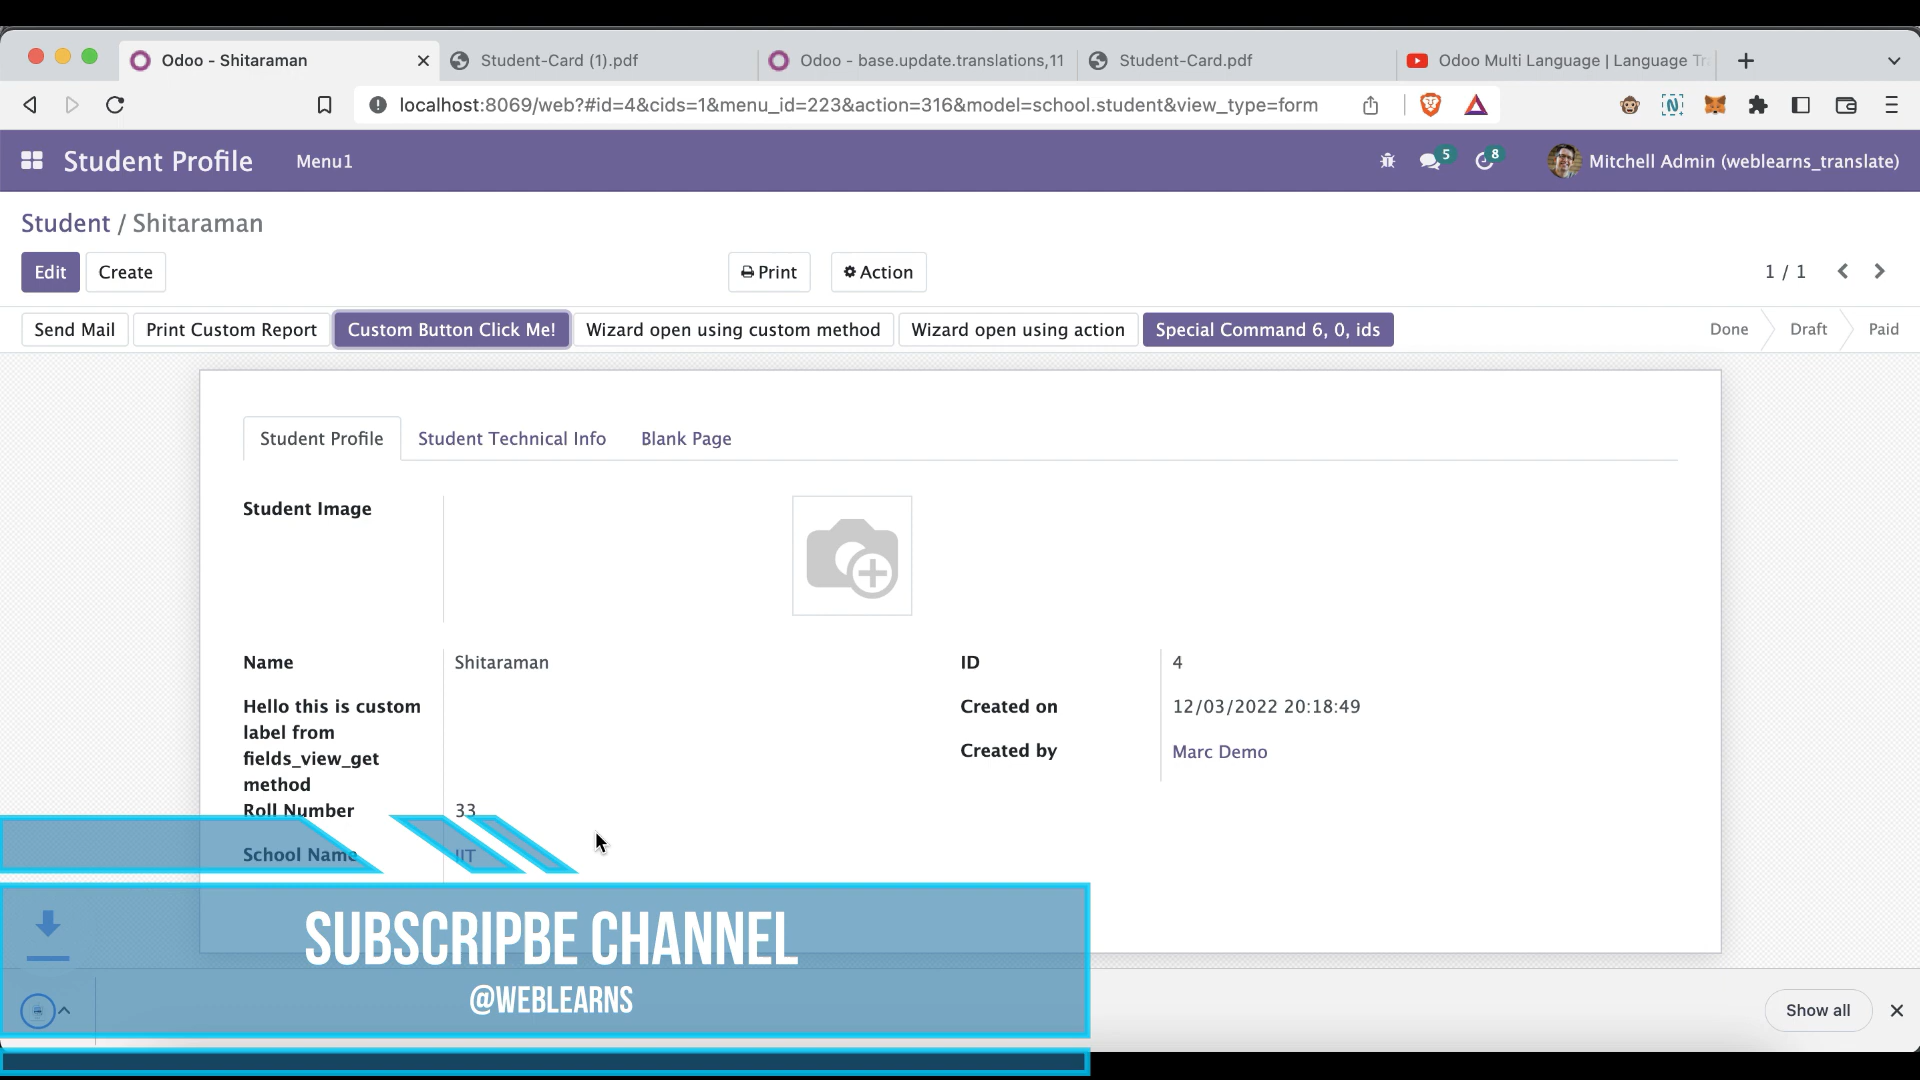 Odoo - Shitaraman
Student-Card (1).pdf
Odoo - base.update.translations,11
Student-Card.pdf
Odoo Multi Language | Language Tr
localhost:8069/web?#id=4&cids=1&menu_id=223&action=316&model=school.student&view_type=form
Student Profile
Menu1
5
8
Mitchell Admin (weblearns_translate)
Student / Shitaraman
Edit
Create
Print
Action
1 / 1
Send Mail
Print Custom Report
Custom Button Click Me!
Wizard open using custom method
Wizard open using action
Special Command 6, 0, ids
Done
Draft
Paid
Student Profile
Student Technical Info
Blank Page
Student Image
Name
Shitaraman
ID
4
Hello this is custom
label from
fields_view_get
method
Created on
12/03/2022 20:18:49
Created by
Marc Demo
Roll Number
33
School Name
IIT
SUBSCRIPBE CHANNEL
@WEBLEARNS
Show all